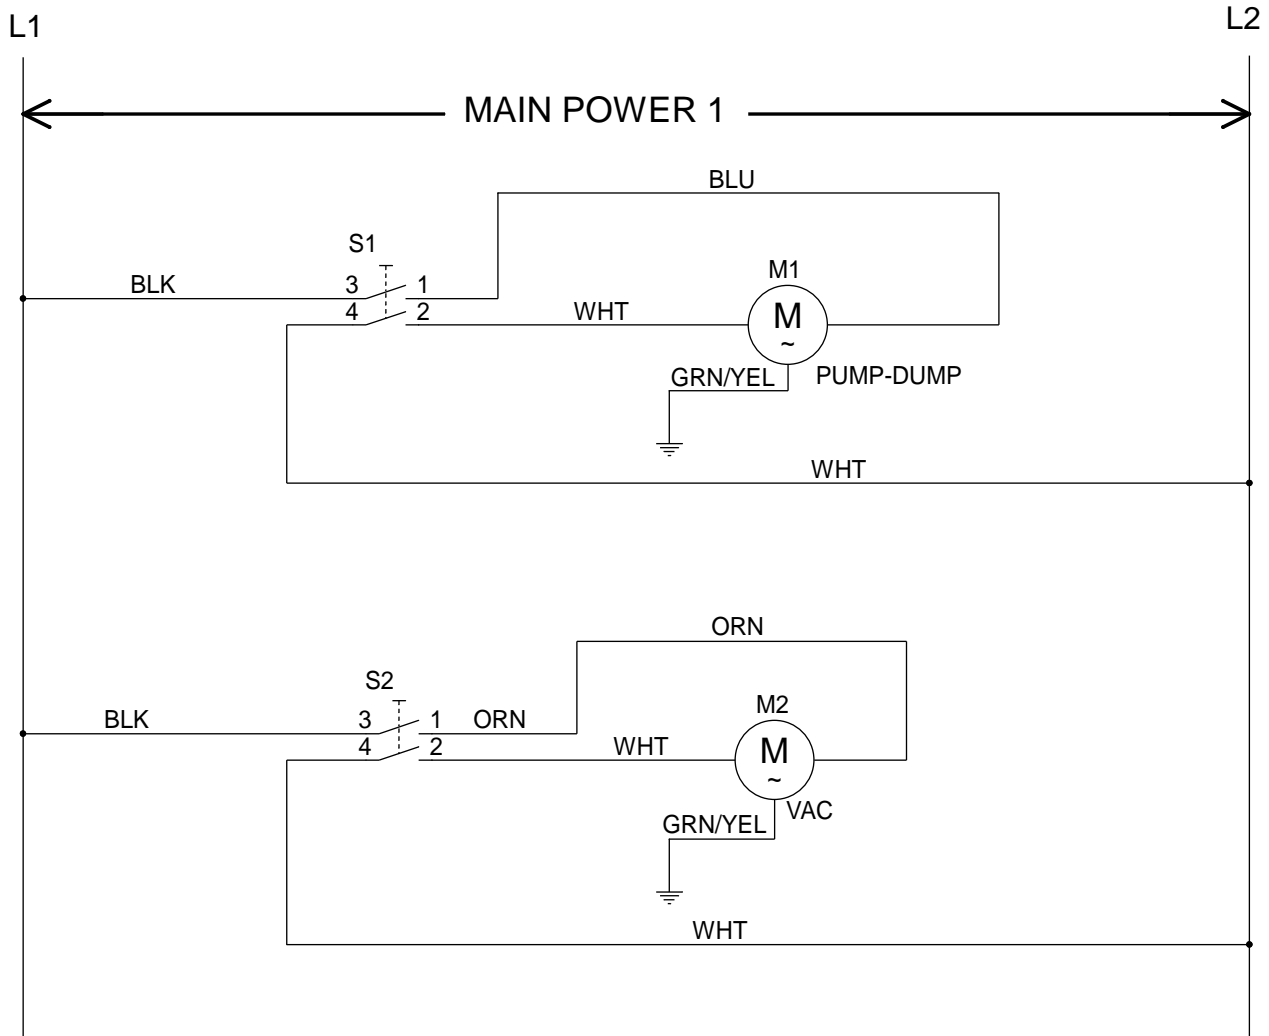 L1
L2
MAIN POWER 1
BLU
S1
BLK
3
1
4
2
WHT
M1
M
~
GRN/YEL
PUMP-DUMP
WHT
ORN
S2
BLK
3
1
ORN
4
2
WHT
M2
M
~
VAC
GRN/YEL
WHT